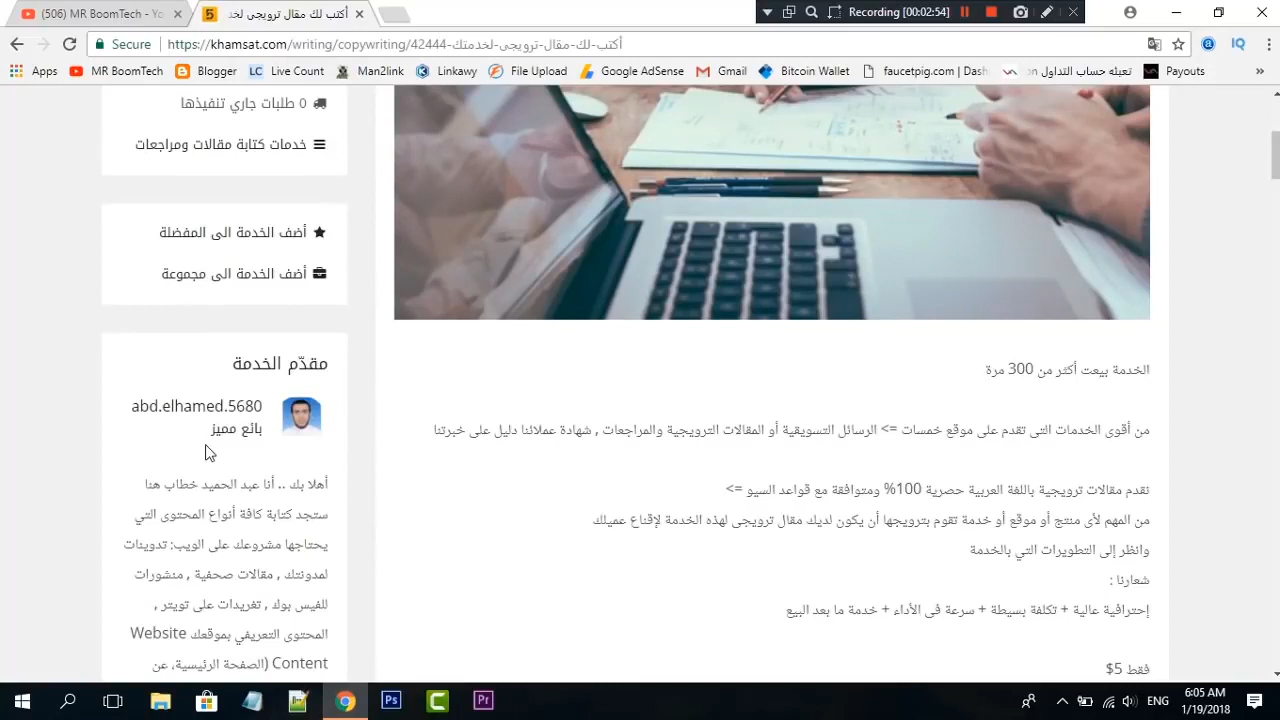 (506) MR BoomTech - Yo
أكتب لك مقال ترويجي لخد
Recording [00:02:54]
Secure
https://khamsat.com/writing/copywriting/42444-أكتب-لك-مقال-ترويجى-لخدمتك
Apps
MR BoomTech
Blogger
Like Count
Man2link
Linkawy
File Upload
Google AdSense
Gmail
Bitcoin Wallet
faucetpig.com | Dash
تعبئه حساب التداول on
Payouts
0 طلبات جاري تنفيذها
خدمات كتابة مقالات ومراجعات
أضف الخدمة الى المفضلة
أضف الخدمة الى مجموعة
مقدّم الخدمة
abd.elhamed.5680
بائع مميز
أهلا بك .. أنا عبد الحميد خطاب هنا
ستجد كتابة كافة أنواع المحتوى التي
يحتاجها مشروعك على الويب: تدوينات
لمدونتك , مقالات صحفية , منشورات
للفيس بوك , تغريدات على تويتر ,
المحتوى التعريفي بموقعك Website
Content (الصفحة الرئيسية، عن
الخدمة بيعت أكثر من 300 مرة
من أقوى الخدمات التى تقدم على موقع خمسات => الرسائل التسويقية أو المقالات الترويجية والمراجعات , شهادة عملائنا دليل على خبرتنا
نقدم مقالات ترويجية باللغة العربية حصرية 100% ومتوافقة مع قواعد السيو =>
من المهم لأى منتج أو موقع أو خدمة تقوم بترويجها أن يكون لديك مقال ترويجى لهذه الخدمة لإقناع عميلك
وانظر إلى التطويرات التي بالخدمة
شعارنا :
إحترافية عالية + تكلفة بسيطة + سرعة فى الأداء + خدمة ما بعد البيع
فقط 5$
ENG
6:05 AM
1/19/2018